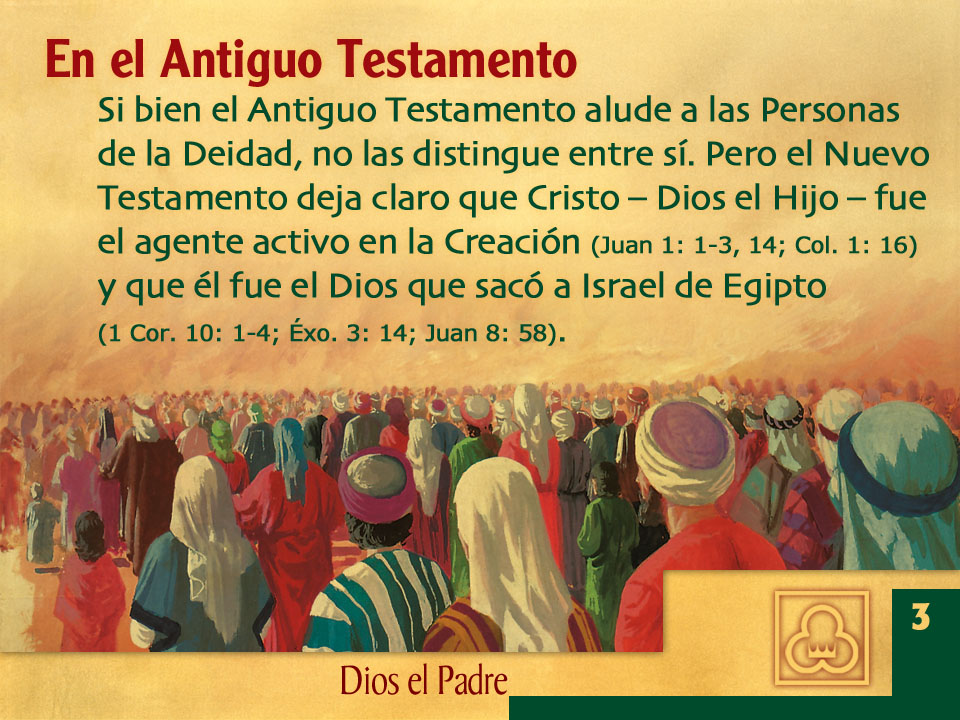 En el Antiguo Testamento
Si bien el Antiguo Testamento alude a las Personas
de la Deidad, no las distingue entre sí. Pero el Nuevo
Testamento deja claro que Cristo – Dios el Hijo – fue
el agente activo en la Creación (Juan 1: 1-3, 14; Col. 1: 16)
y que él fue el Dios que sacó a Israel de Egipto
(1 Cor. 10: 1-4; Éxo. 3: 14; Juan 8: 58).
3
Dios el Padre